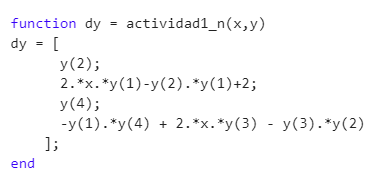 function dy = actividad1_n(x,y)
dy = [
y(2);
2.*x.*y(1)-y(2).*y(1)+2;
y(4);
-y(1).*y(4) + 2.*x.*y(3) - y(3).*y(2)
];
end